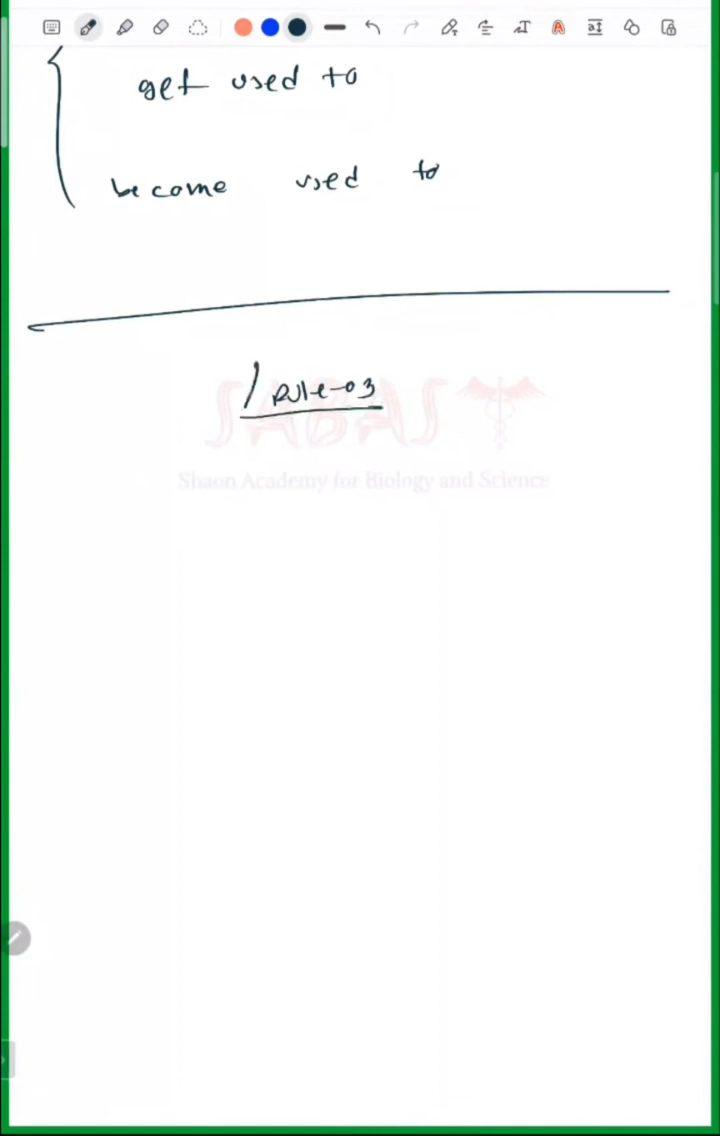 get used to
become used to
Rule-03
SABAS
Shaon Academy for Biology and Science